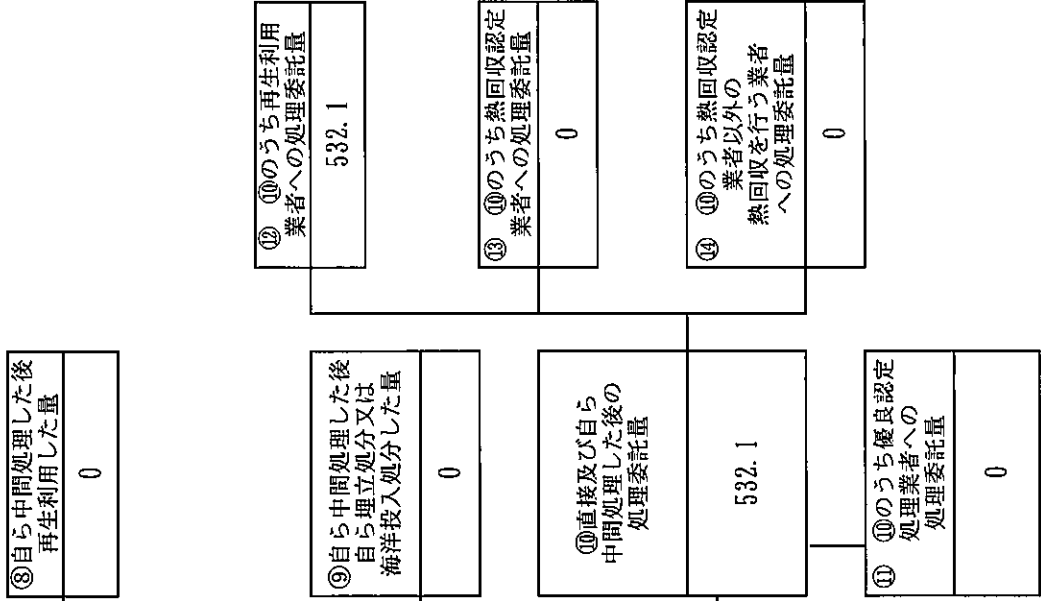 ⑧自ら中間処理した後
再生利用した量
0
⑨自ら中間処理した後
自ら埋立処分又は
海洋投入処分した量
0
⑩直接及び自ら
中間処理した後の
処理委託量
532.1
⑪ ⑩のうち優良認定
処理業者への
処理委託量
0
⑫ ⑩のうち再生利用
業者への処理委託量
532.1
⑬ ⑩のうち熱回収認定
業者への処理委託量
0
⑭ ⑩のうち熱回収認定
業者以外の
熱回収を行う業者
への処理委託量
0